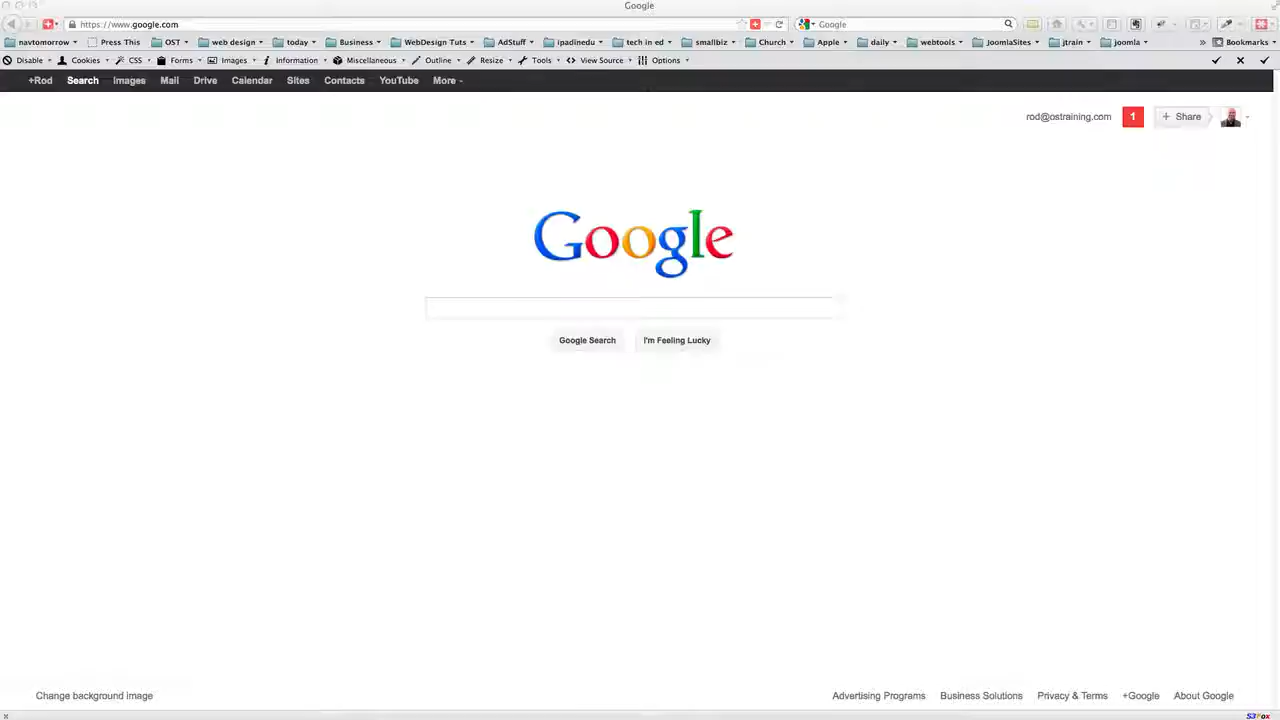 Google
https://www.google.com
Google
navtomorrow Press This OST web design today Business WebDesign Tuts AdStuff ipadinedu tech in ed smallbiz Church Apple daily webtools JoomlaSites jtrain joomla » Bookmarks
Disable Cookies CSS Forms Images Information Miscellaneous Outline Resize Tools View Source Options
+Rod Search Images Mail Drive Calendar Sites Contacts YouTube More
rod@ostraining.com 1 + Share
Google
Google Search I'm Feeling Lucky
Change background image Advertising Programs Business Solutions Privacy & Terms +Google About Google
S3Fox